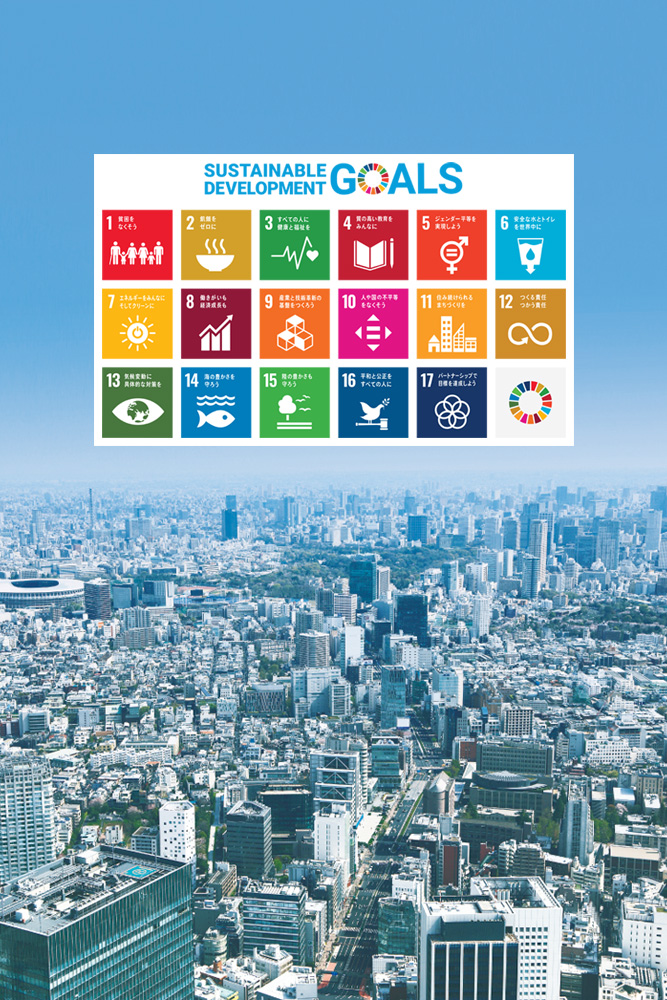 SUSTAINABLE
DEVELOPMENT
GOALS
1 貧困を
なくそう
2 飢餓を
ゼロに
3 すべての人に
健康と福祉を
4 質の高い教育を
みんなに
5 ジェンダー平等を
実現しよう
6 安全な水とトイレ
を世界中に
7 エネルギーをみんなに
そしてクリーンに
8 働きがいも
経済成長も
9 産業と技術革新の
基盤をつくろう
10 人や国の不平等
をなくそう
11 住み続けられる
まちづくりを
12 つくる責任
つかう責任
13 気候変動に
具体的な対策を
14 海の豊かさを
守ろう
15 陸の豊かさも
守ろう
16 平和と公正を
すべての人に
17 パートナーシップで
目標を達成しよう